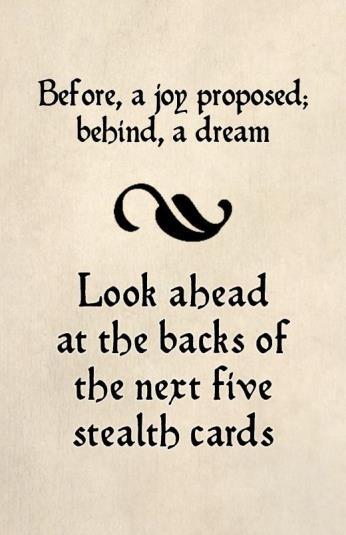 Before, a joy proposed;
behind, a dream
Look ahead
at the backs of
the next five
stealth cards